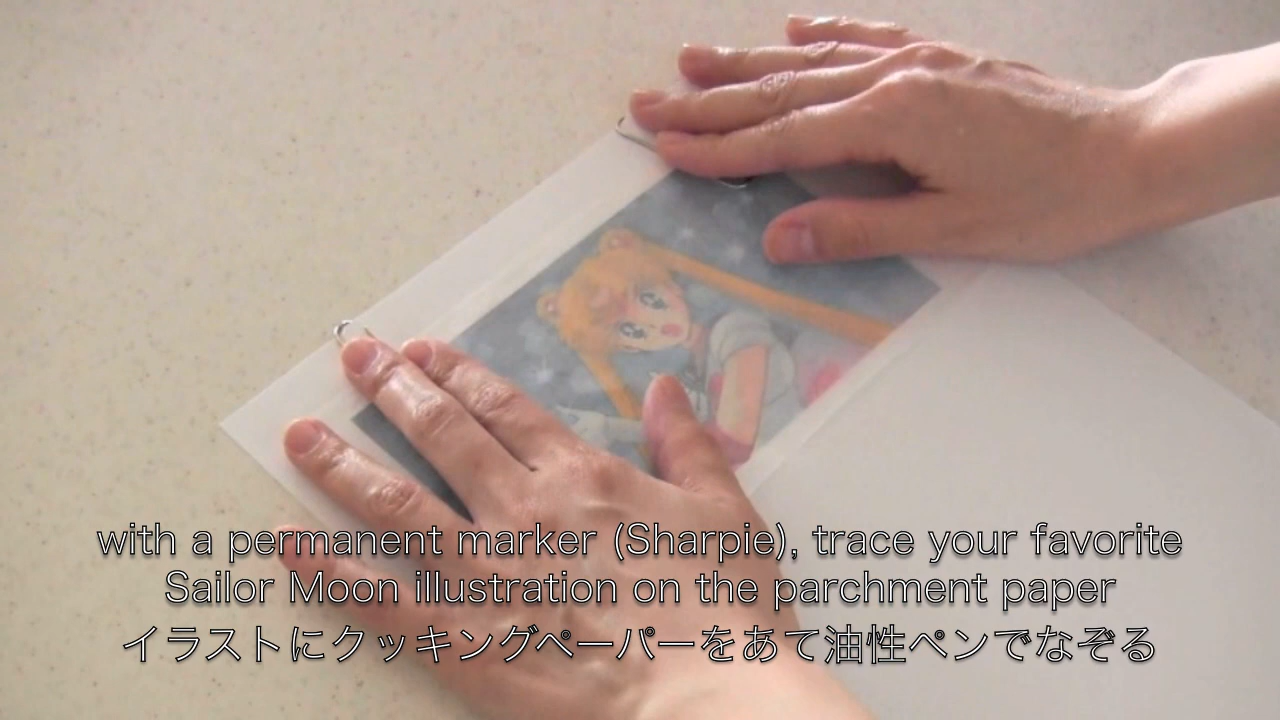 with a permanent marker (Sharpie), trace your favorite
Sailor Moon illustration on the parchment paper
イラストにクッキングペーパーをあて油性ペンでなぞる